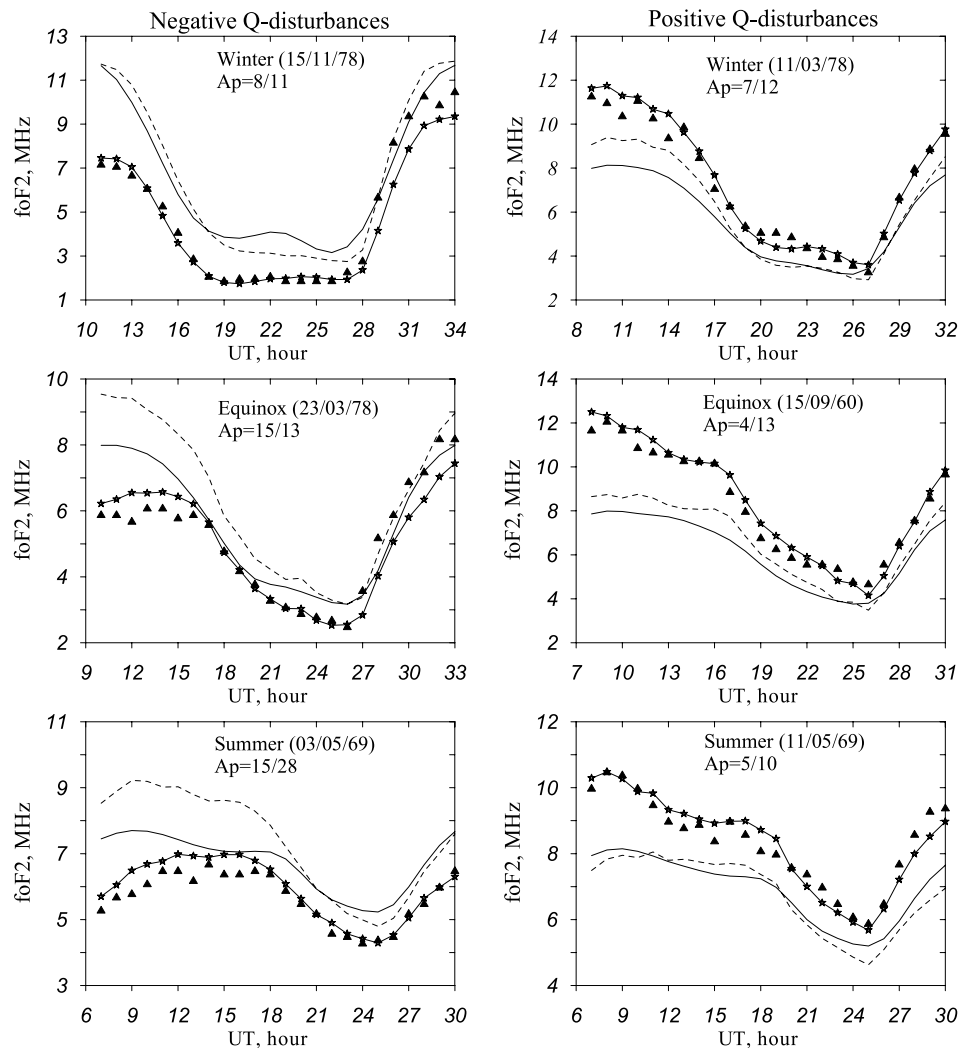 Negative Q-disturbances
Positive Q-disturbances
13
11
9
7
5
3
1
foF2, MHz
Winter (15/11/78)
Ap=8/11
10 13 16 19 22 25 28 31 34
UT, hour
14
12
10
8
6
4
2
foF2, MHz
Winter (11/03/78)
Ap=7/12
8 11 14 17 20 23 26 29 32
UT, hour
10
8
6
4
2
foF2, MHz
Equinox (23/03/78)
Ap=15/13
9 12 15 18 21 24 27 30 33
UT, hour
14
12
10
8
6
4
2
foF2, MHz
Equinox (15/09/60)
Ap=4/13
7 10 13 16 19 22 25 28 31
UT, hour
11
9
7
5
3
foF2, MHz
Summer (03/05/69)
Ap=15/28
6 9 12 15 18 21 24 27 30
UT, hour
12
10
8
6
4
foF2, MHz
Summer (11/05/69)
Ap=5/10
6 9 12 15 18 21 24 27 30
UT, hour